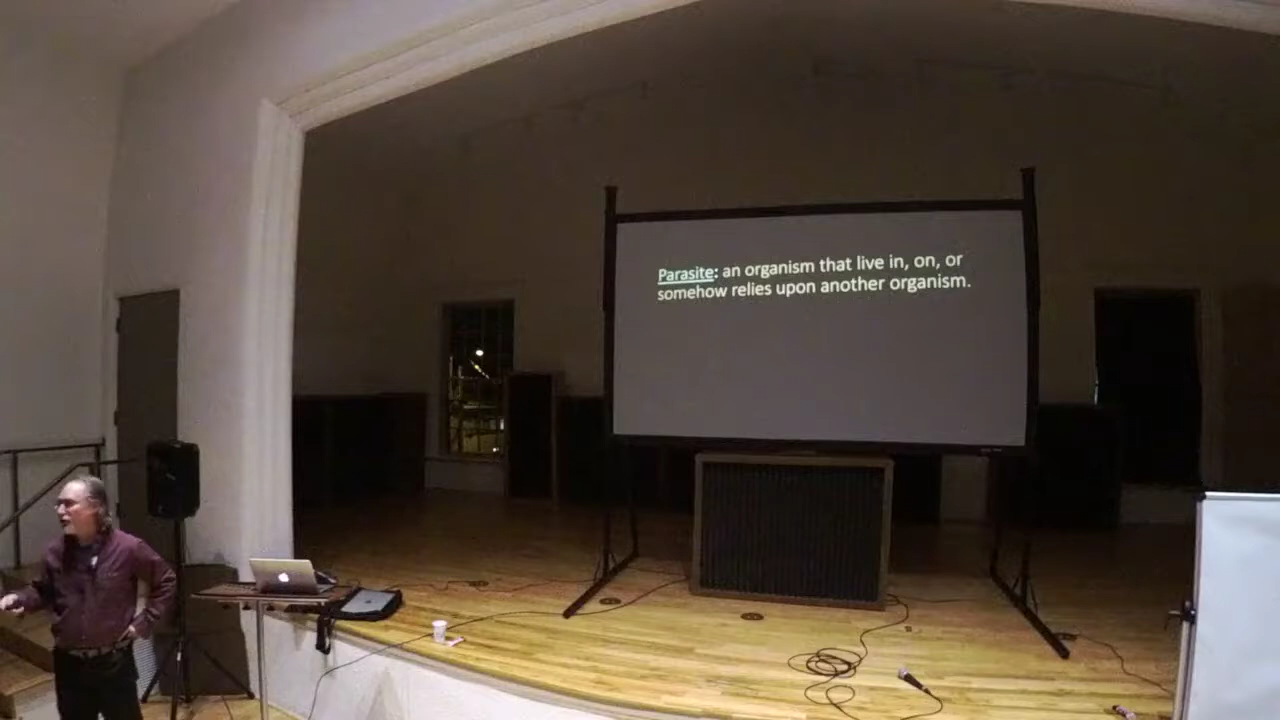 Parasite: an organism that live in, on, or
somehow relies upon another organism.